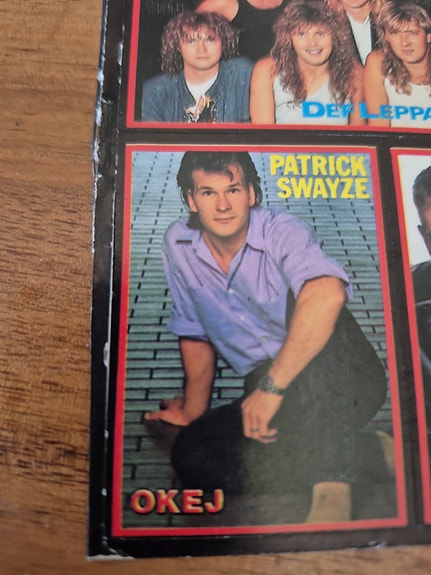 DEF LEPPA
PATRICK
SWAYZE
OKEJ